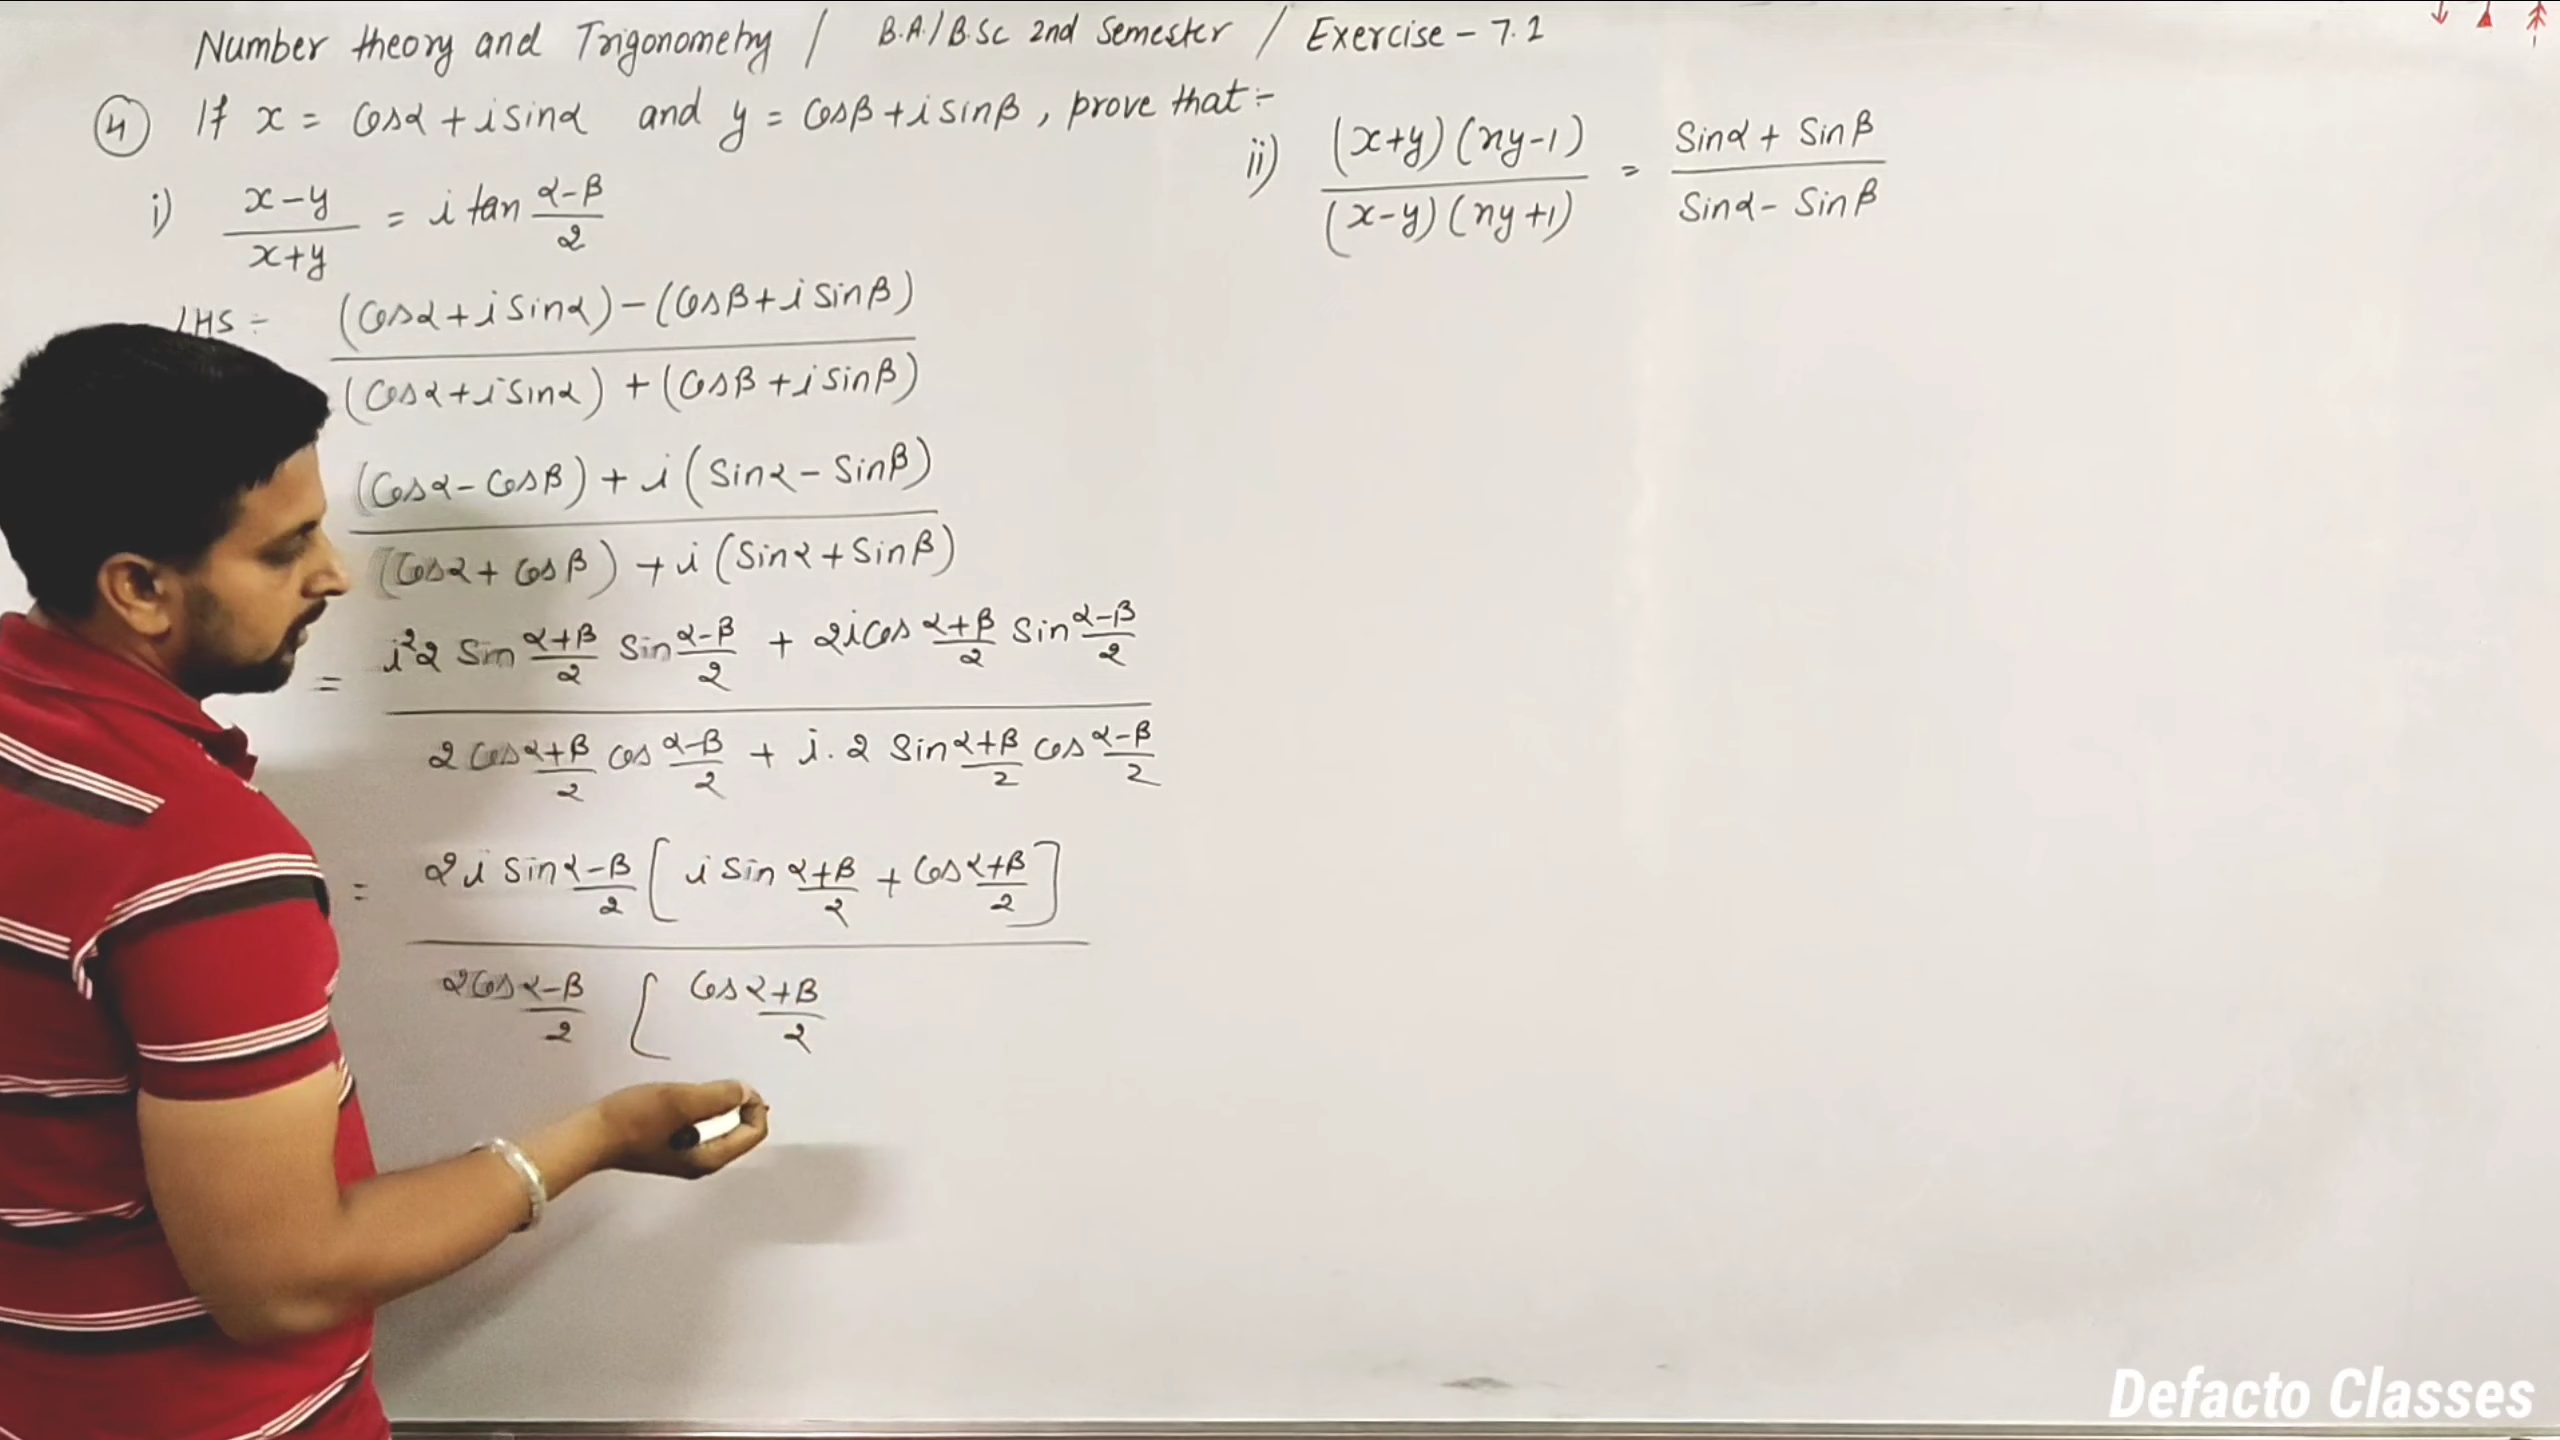 Number theory and Trigonometry / B.A./B.Sc 2nd Semester / Exercise - 7.1
④ If x = Cosα + i sinα and y = Cosβ + i sinβ, prove that :-
i) (x-y)/(x+y) = i tan (α-β)/2
ii) ((x+y)(xy-1))/((x-y)(xy+1)) = (Sinα + Sinβ)/(Sinα - Sinβ)
LHS = ((Cosα + i Sinα) - (Cosβ + i Sinβ))/((Cosα + i Sinα) + (Cosβ + i Sinβ))
((Cosα - Cosβ) + i (Sinα - Sinβ))/((Cosα + Cosβ) + i (Sinα + Sinβ))
= (i²2 Sin (α+β)/2 Sin (α-β)/2 + 2i Cos (α+β)/2 Sin (α-β)/2)/(2 Cos (α+β)/2 Cos (α-β)/2 + i.2 Sin (α+β)/2 Cos (α-β)/2)
= (2i Sin (α-β)/2 [i Sin (α+β)/2 + Cos (α+β)/2])/(2Cos (α-β)/2 [Cos (α+β)/2
Defacto Classes